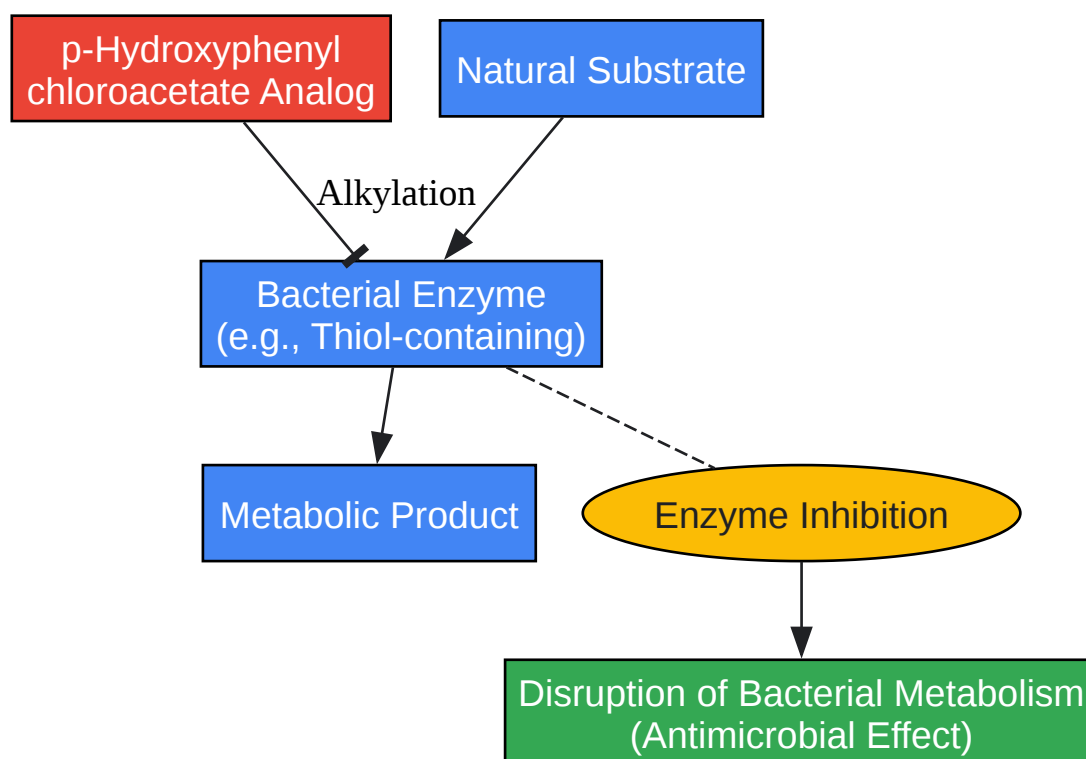 p-Hydroxyphenyl
chloroacetate Analog
Natural Substrate
Alkylation
Bacterial Enzyme
(e.g., Thiol-containing)
Metabolic Product
Enzyme Inhibition
Disruption of Bacterial Metabolism
(Antimicrobial Effect)